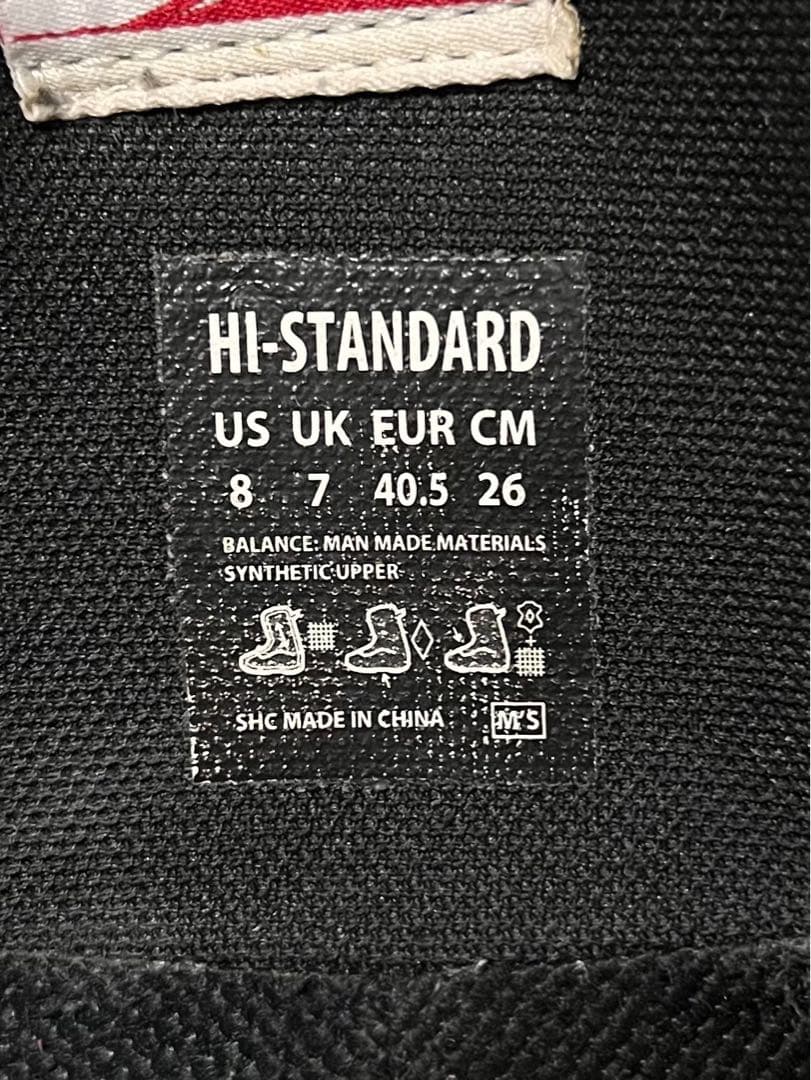 HI-STANDARD
US UK EUR CM
8 7 40.5 26
BALANCE: MAN MADE MATERIALS
SYNTHETIC UPPER
SHC MADE IN CHINA M'S